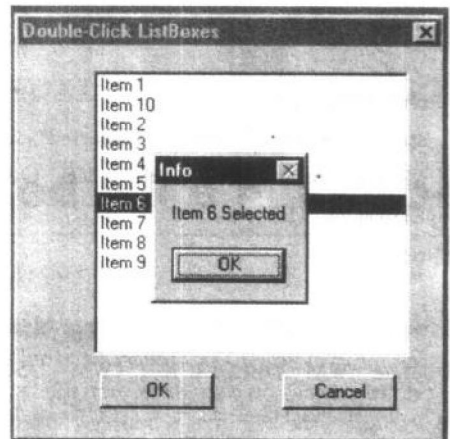 Double-Click ListBoxes
Item 1
Item 10
Item 2
Item 3
Item 4
Item 5
Item 6
Item 7
Item 8
Item 9
Info
Item 6 Selected
OK
OK
Cancel